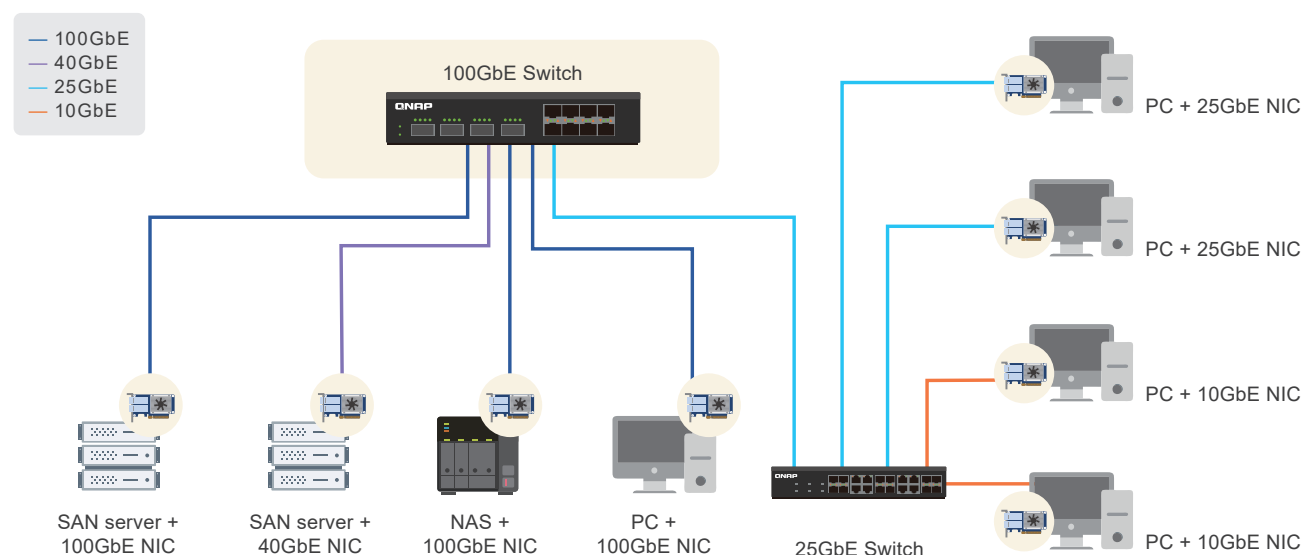 100GbE
40GbE
25GbE
10GbE
100GbE Switch
QNAP
PC + 25GbE NIC
PC + 25GbE NIC
PC + 10GbE NIC
QNAP
PC + 10GbE NIC
SAN server +
100GbE NIC
SAN server +
40GbE NIC
NAS +
100GbE NIC
PC +
100GbE NIC
25GbE Switch